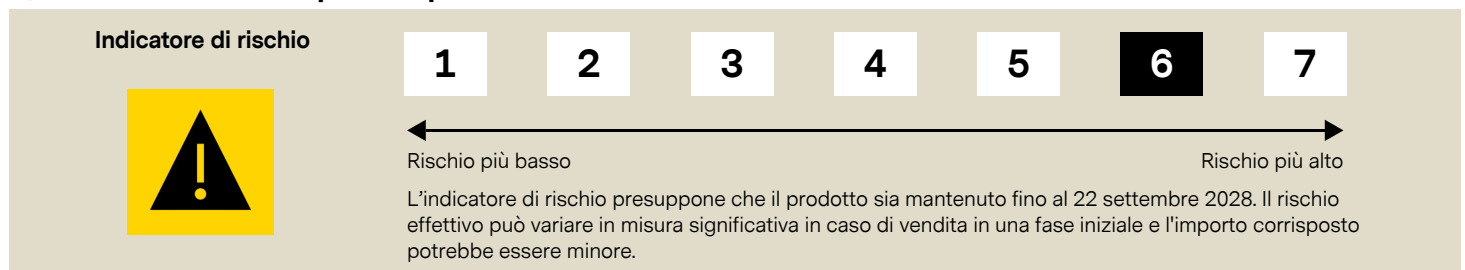 Indicatore di rischio
1 2 3 4 5 6 7
Rischio più basso
Rischio più alto
L'indicatore di rischio presuppone che il prodotto sia mantenuto fino al 22 settembre 2028. Il rischio
effettivo può variare in misura significativa in caso di vendita in una fase iniziale e l'importo corrisposto
potrebbe essere minore.